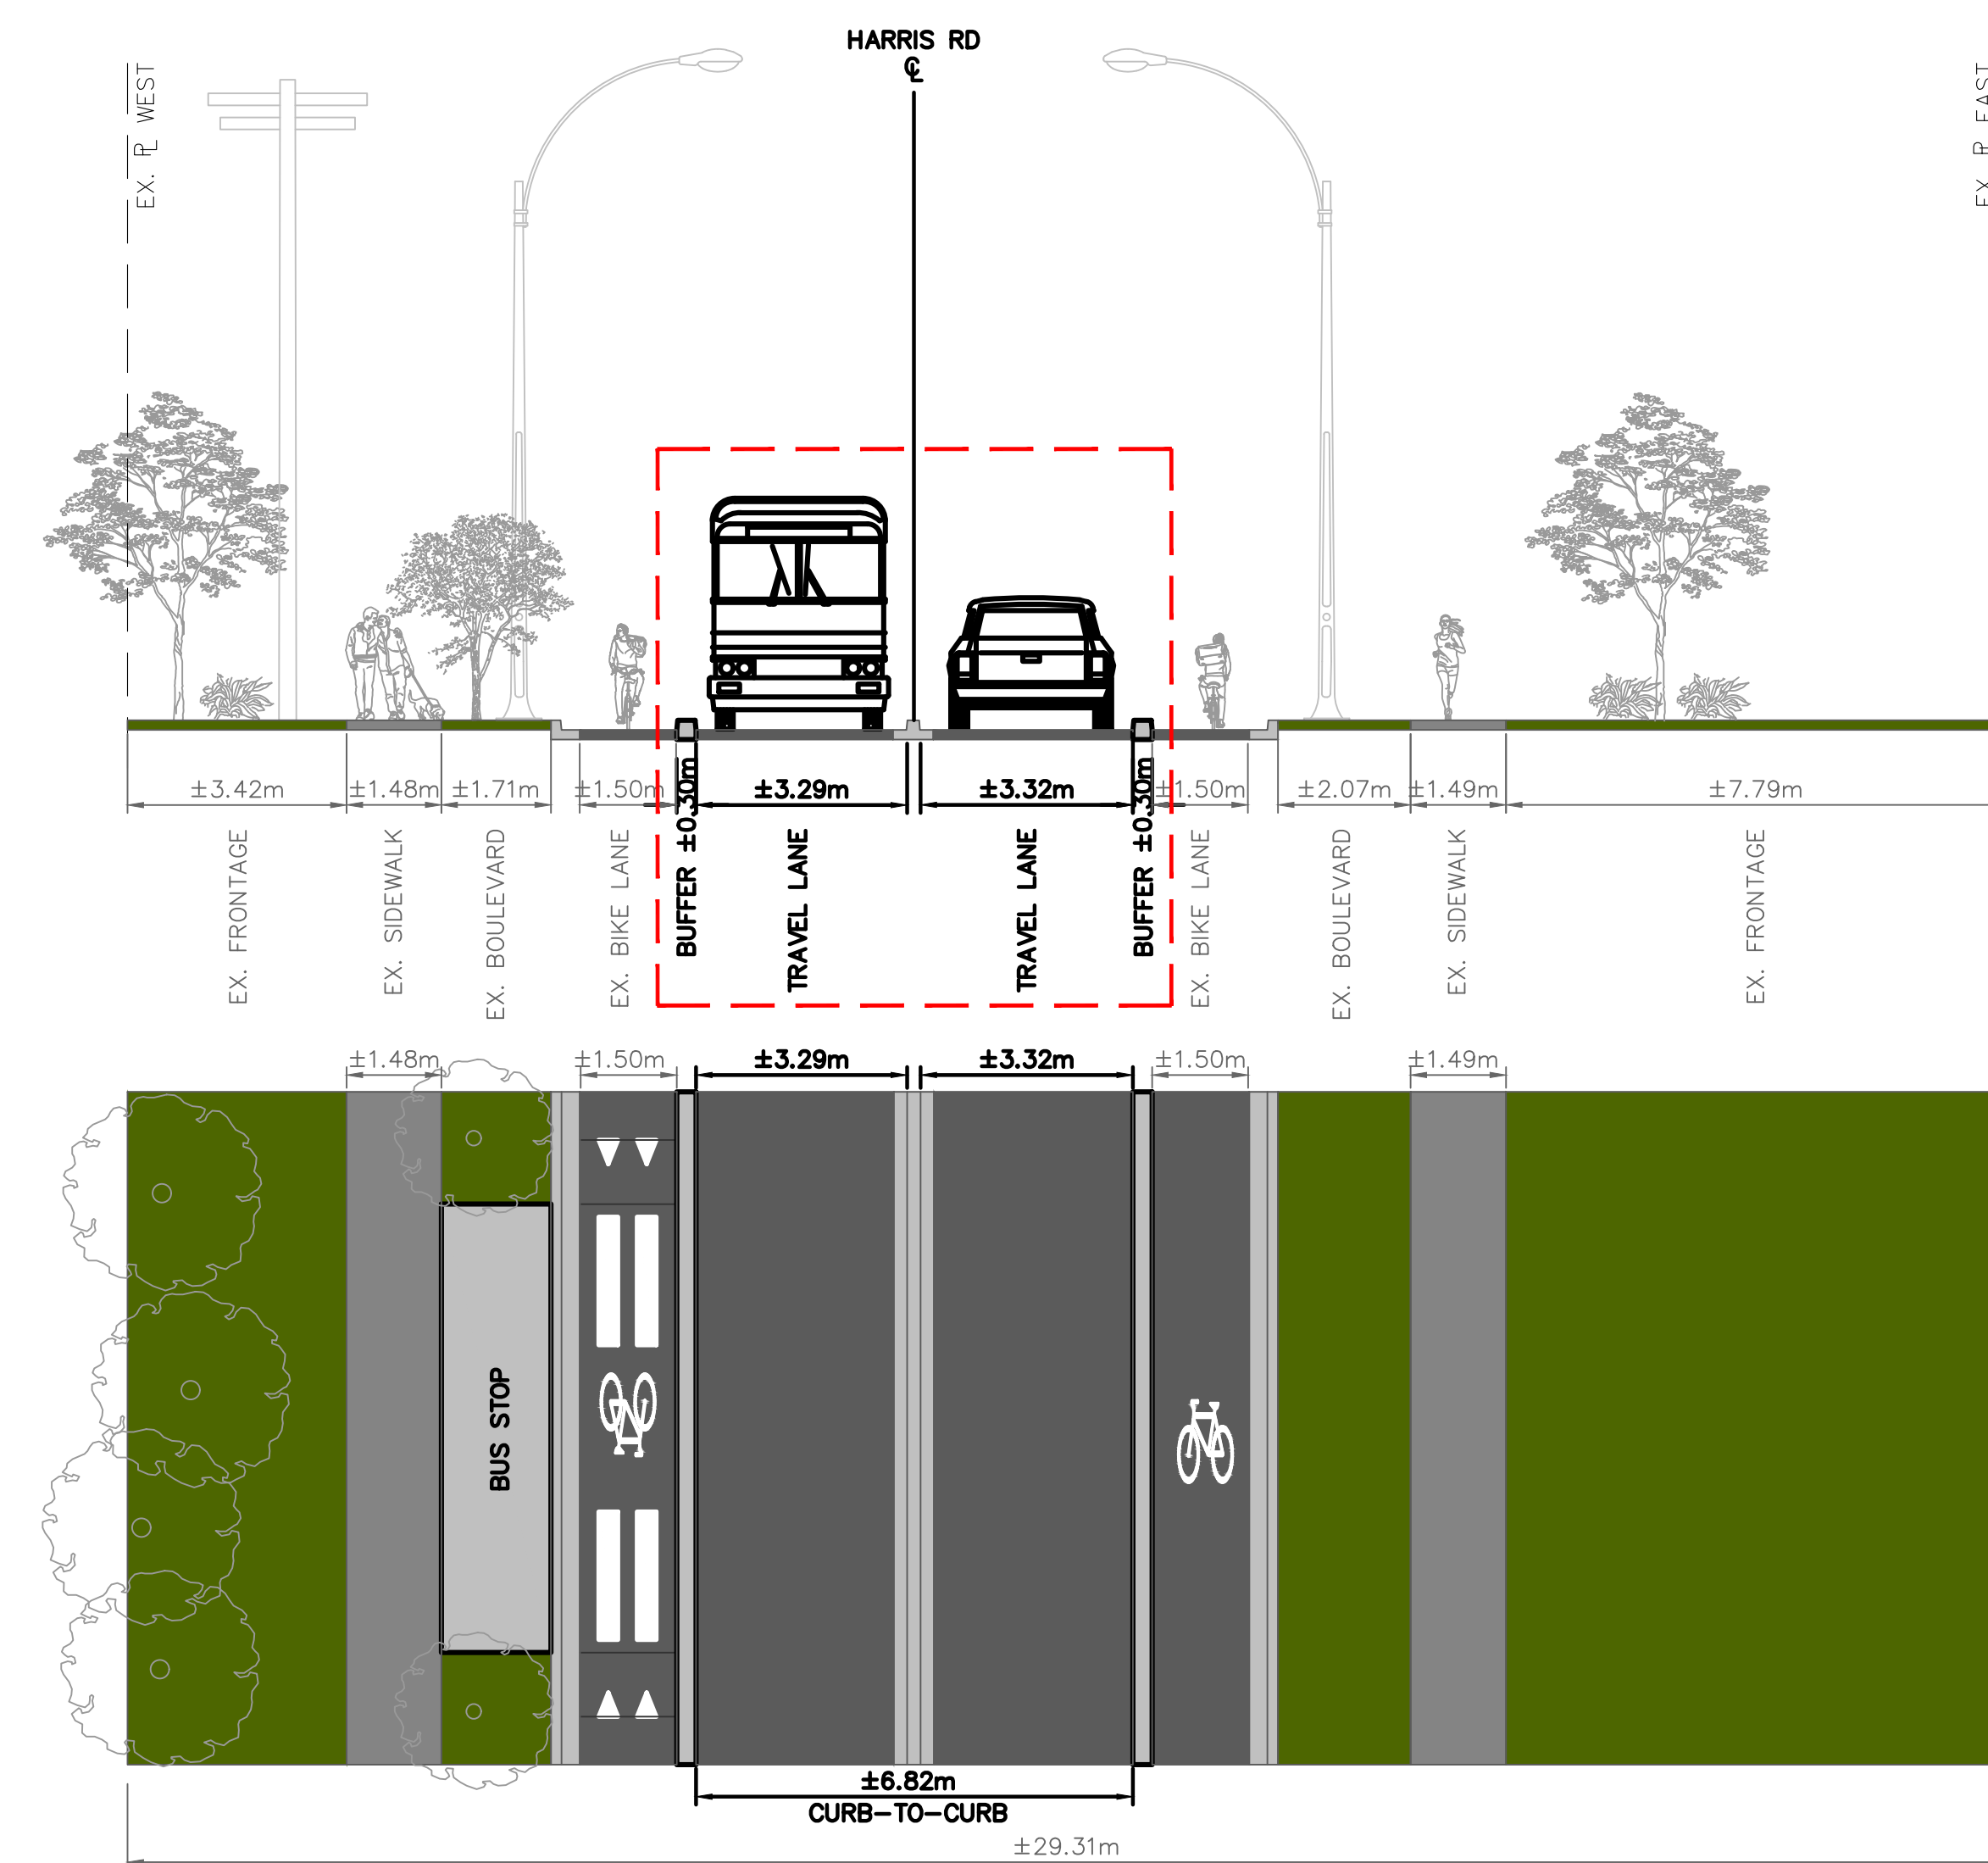 HARRIS RD
℄
EX. ⅊ WEST
EX. ⅊ EAST
±3.42m
±1.48m
±1.71m
±1.50m
BUFFER ±0.30m
±3.29m
±3.32m
BUFFER ±0.30m
±1.50m
±2.07m
±1.49m
±7.79m
EX. FRONTAGE
EX. SIDEWALK
EX. BOULEVARD
EX. BIKE LANE
TRAVEL LANE
TRAVEL LANE
EX. BIKE LANE
EX. BOULEVARD
EX. SIDEWALK
EX. FRONTAGE
±1.48m
±1.50m
±3.29m
±3.32m
±1.50m
±1.49m
BUS STOP
±6.82m
CURB-TO-CURB
±29.31m